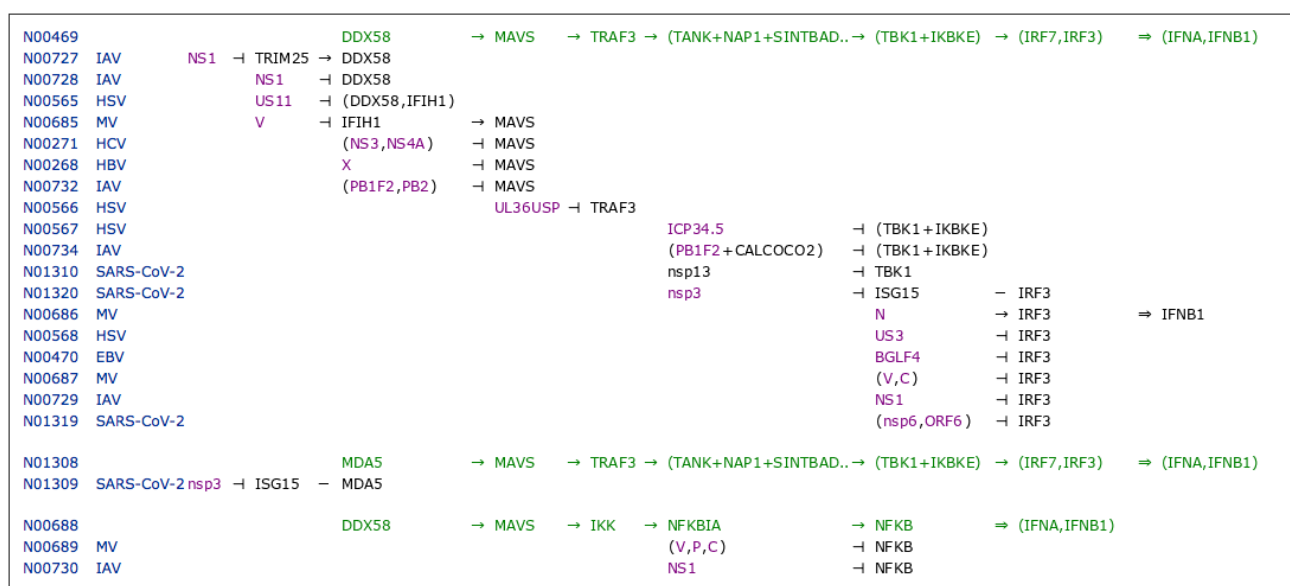 N00469 DDX58 → MAVS → TRAF3 → (TANK+NAP1+SINTBAD.. → (TBK1+IKBKE) → (IRF7,IRF3) ⇒ (IFNA,IFNB1)
N00727 IAV NS1 ⊣ TRIM25 → DDX58
N00728 IAV NS1 ⊣ DDX58
N00565 HSV US11 ⊣ (DDX58,IFIH1)
N00685 MV V ⊣ IFIH1 → MAVS
N00271 HCV (NS3,NS4A) ⊣ MAVS
N00268 HBV X ⊣ MAVS
N00732 IAV (PB1F2,PB2) ⊣ MAVS
N00566 HSV UL36USP ⊣ TRAF3
N00567 HSV ICP34.5 ⊣ (TBK1+IKBKE)
N00734 IAV (PB1F2+CALCOCO2) ⊣ (TBK1+IKBKE)
N01310 SARS-CoV-2 nsp13 ⊣ TBK1
N01320 SARS-CoV-2 nsp3 ⊣ ISG15 − IRF3
N00686 MV N → IRF3 ⇒ IFNB1
N00568 HSV US3 ⊣ IRF3
N00470 EBV BGLF4 ⊣ IRF3
N00687 MV (V,C) ⊣ IRF3
N00729 IAV NS1 ⊣ IRF3
N01319 SARS-CoV-2 (nsp6,ORF6) ⊣ IRF3
N01308 MDA5 → MAVS → TRAF3 → (TANK+NAP1+SINTBAD.. → (TBK1+IKBKE) → (IRF7,IRF3) ⇒ (IFNA,IFNB1)
N01309 SARS-CoV-2 nsp3 ⊣ ISG15 − MDA5
N00688 DDX58 → MAVS → IKK → NFKBIA → NFKB ⇒ (IFNA,IFNB1)
N00689 MV (V,P,C) ⊣ NFKB
N00730 IAV NS1 ⊣ NFKB